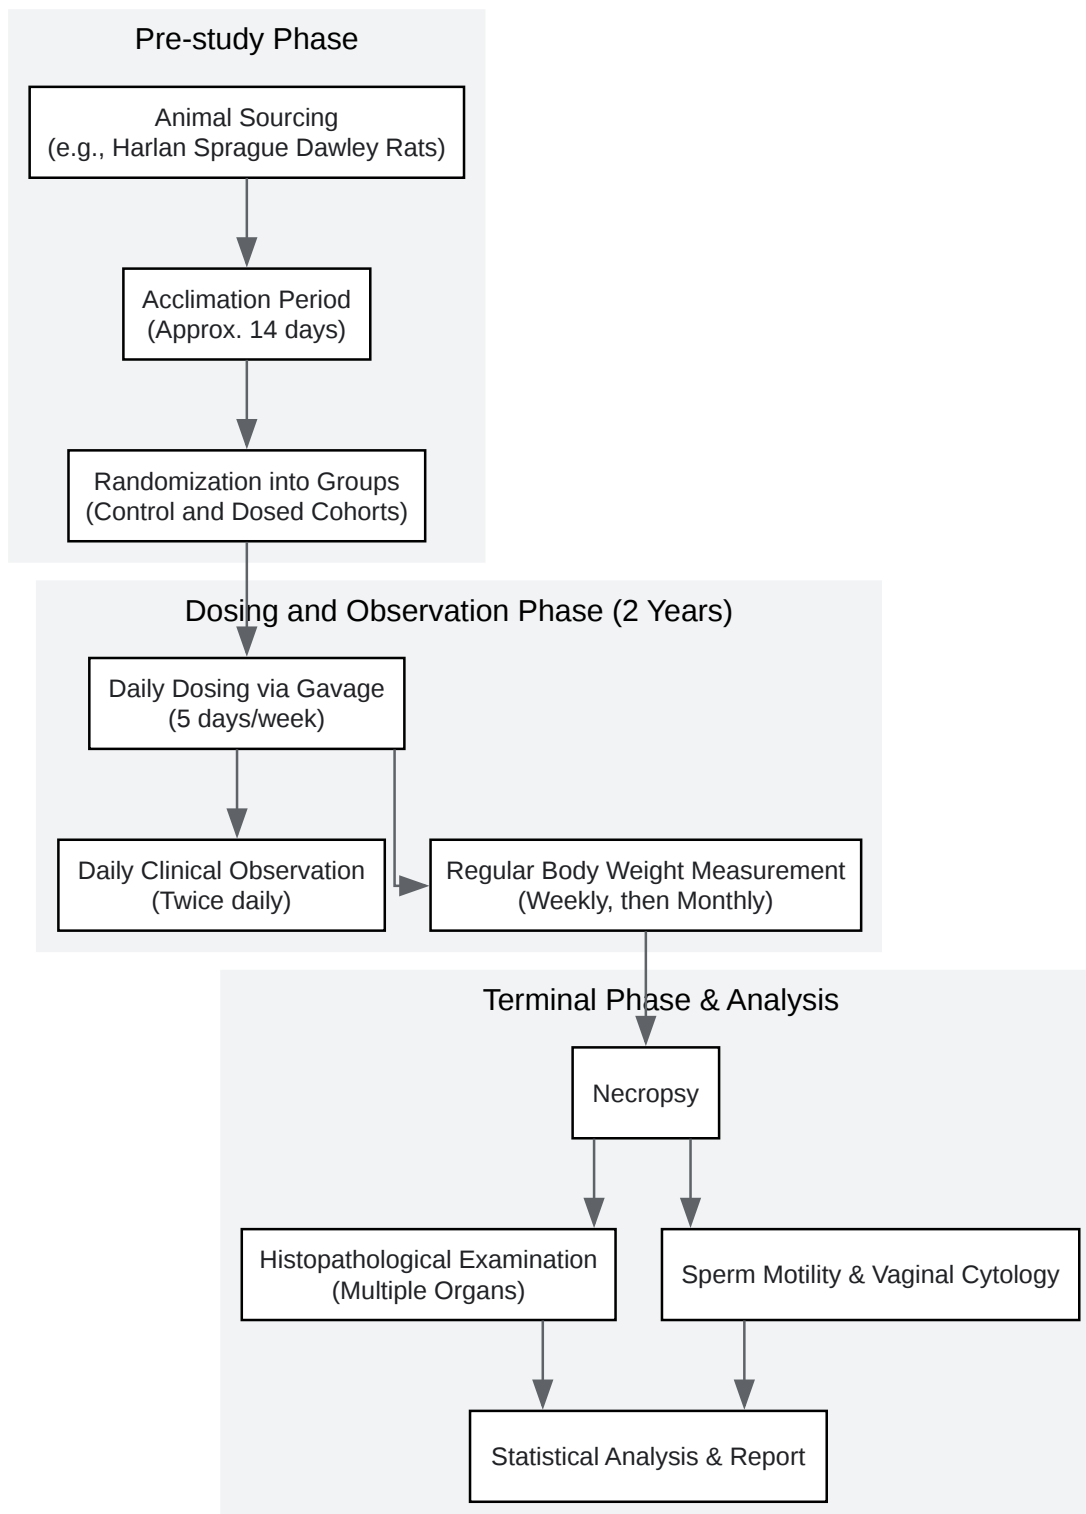 Pre-study Phase
Animal Sourcing
(e.g., Harlan Sprague Dawley Rats)
Acclimation Period
(Approx. 14 days)
Randomization into Groups
(Control and Dosed Cohorts)
Dosing and Observation Phase (2 Years)
Daily Dosing via Gavage
(5 days/week)
Daily Clinical Observation
(Twice daily)
Regular Body Weight Measurement
(Weekly, then Monthly)
Terminal Phase & Analysis
Necropsy
Histopathological Examination
(Multiple Organs)
Sperm Motility & Vaginal Cytology
Statistical Analysis & Report